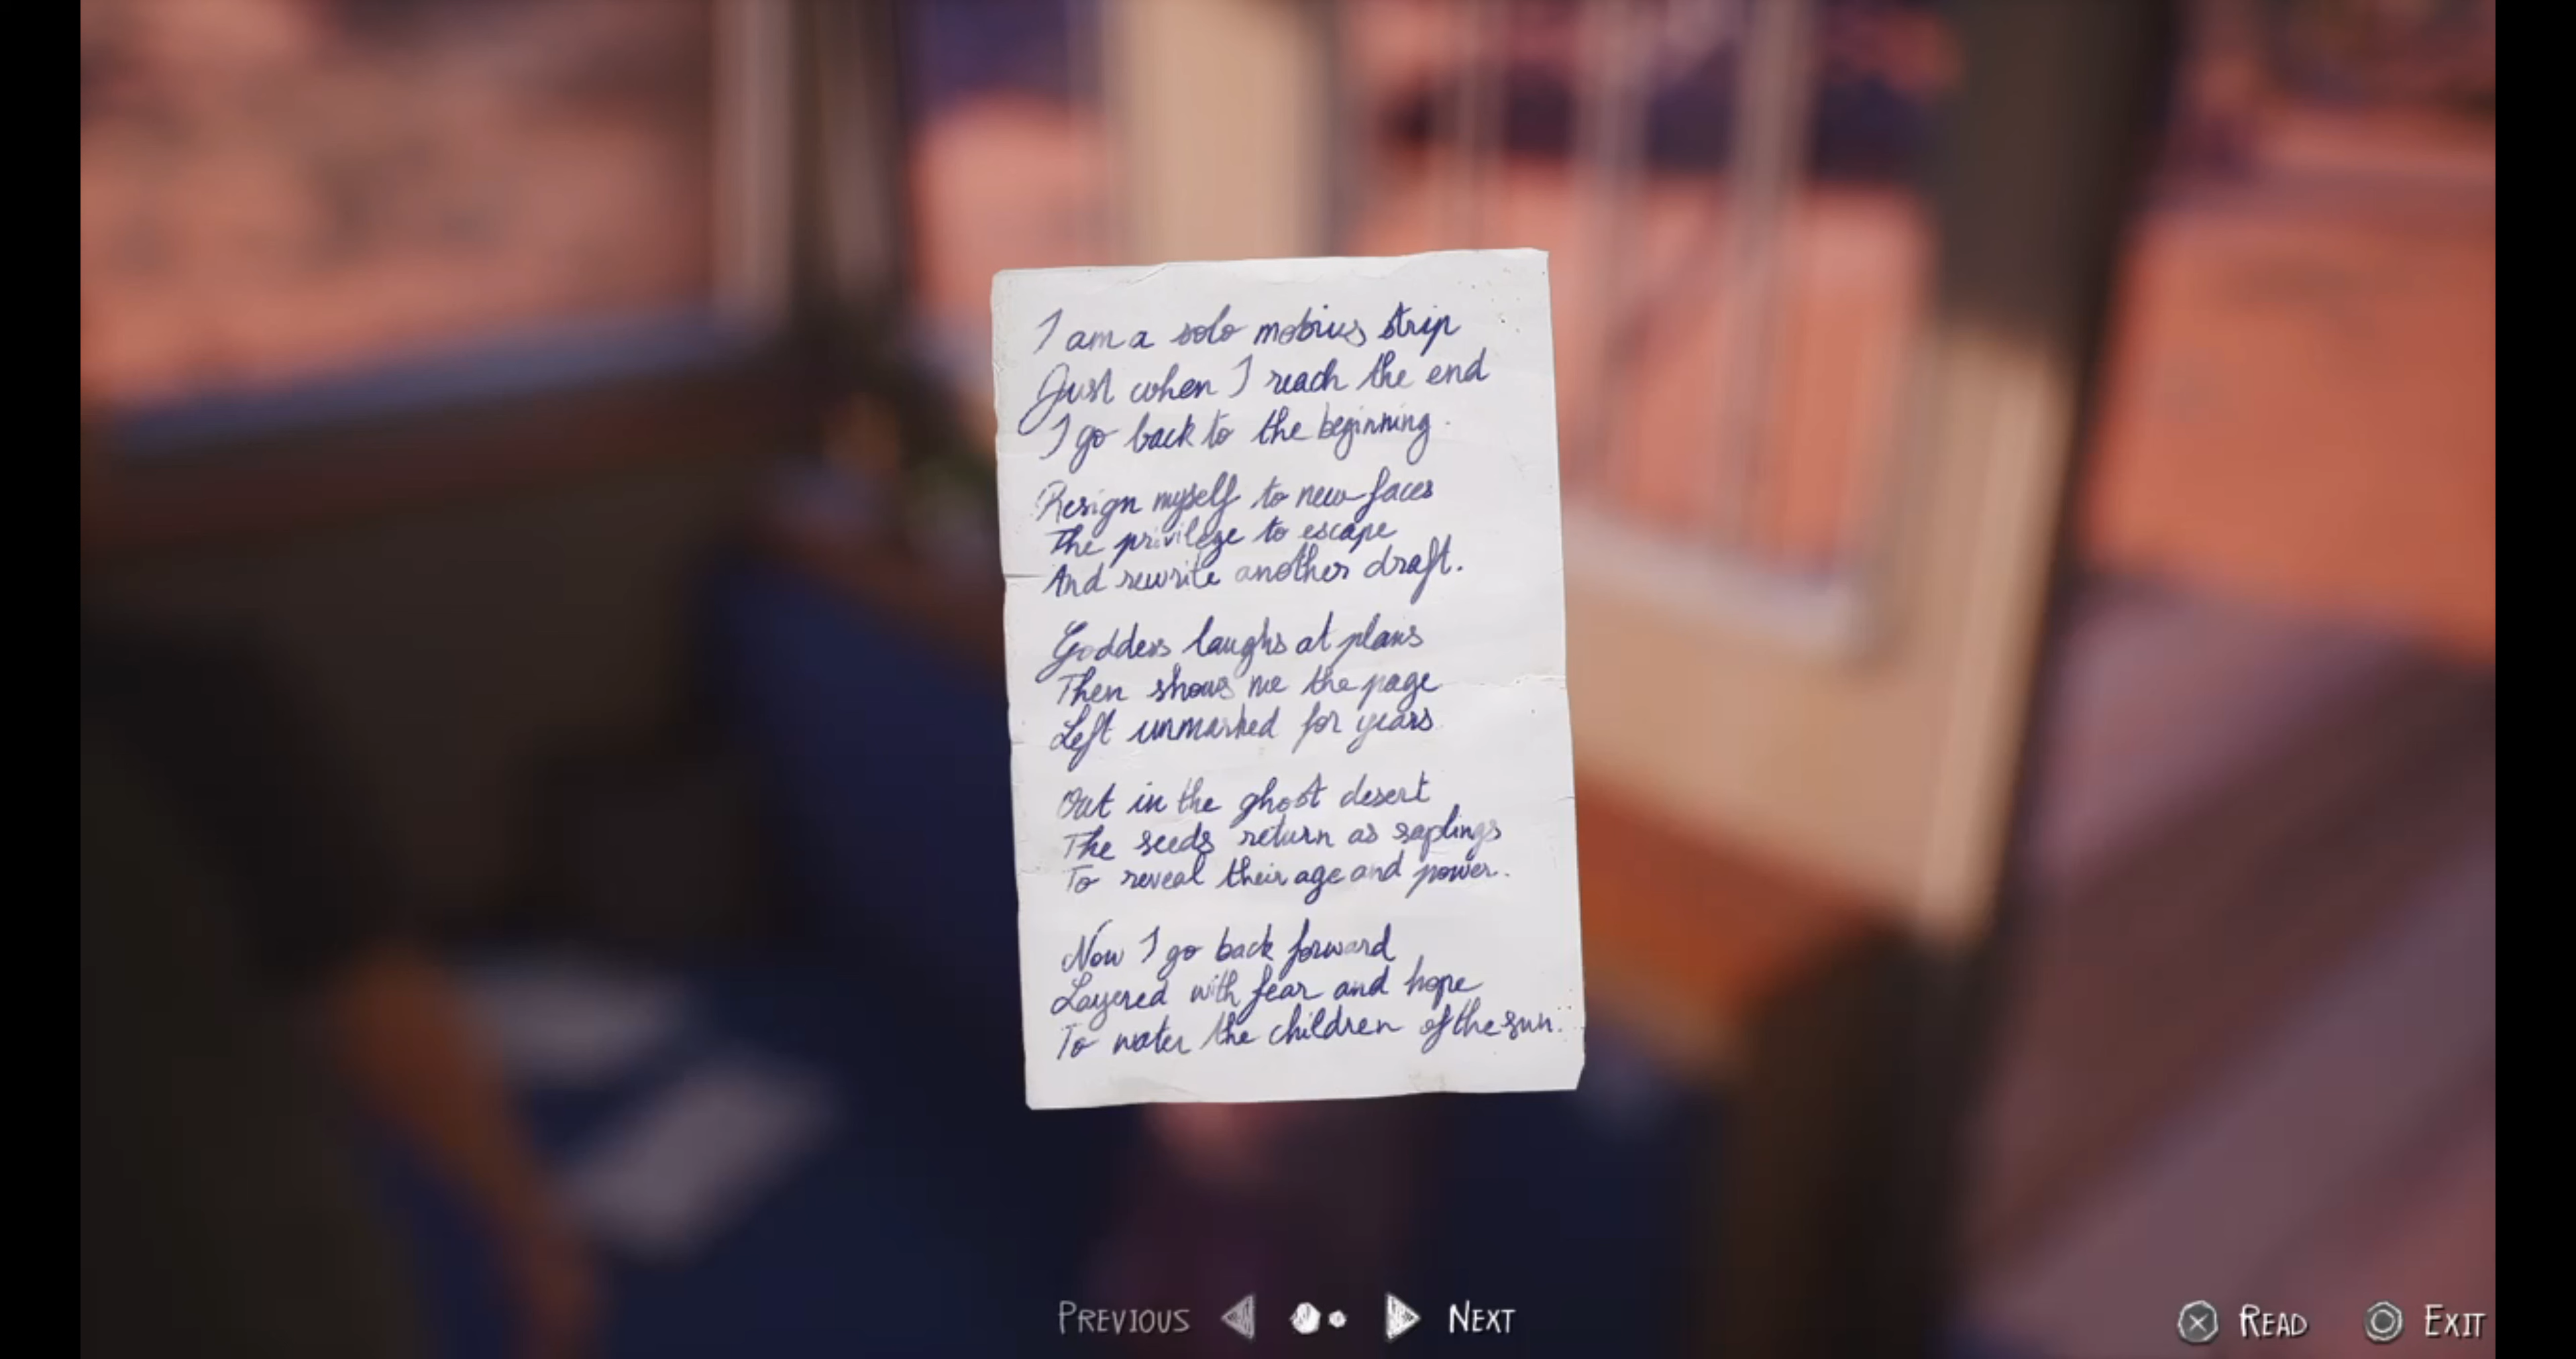 I am a solo mobius strip
Just when I reach the end
I go back to the beginning.
Resign myself to new faces
The privilege to escape
And rewrite another draft.
Goddess laughs at plans
Then shows me the page
Left unmarked for years
Out in the ghost desert
The seeds return as saplings
To reveal their age and power.
Now I go back forward
Layered with fear and hope
To water the children of the sun.
PREVIOUS NEXT
READ EXIT